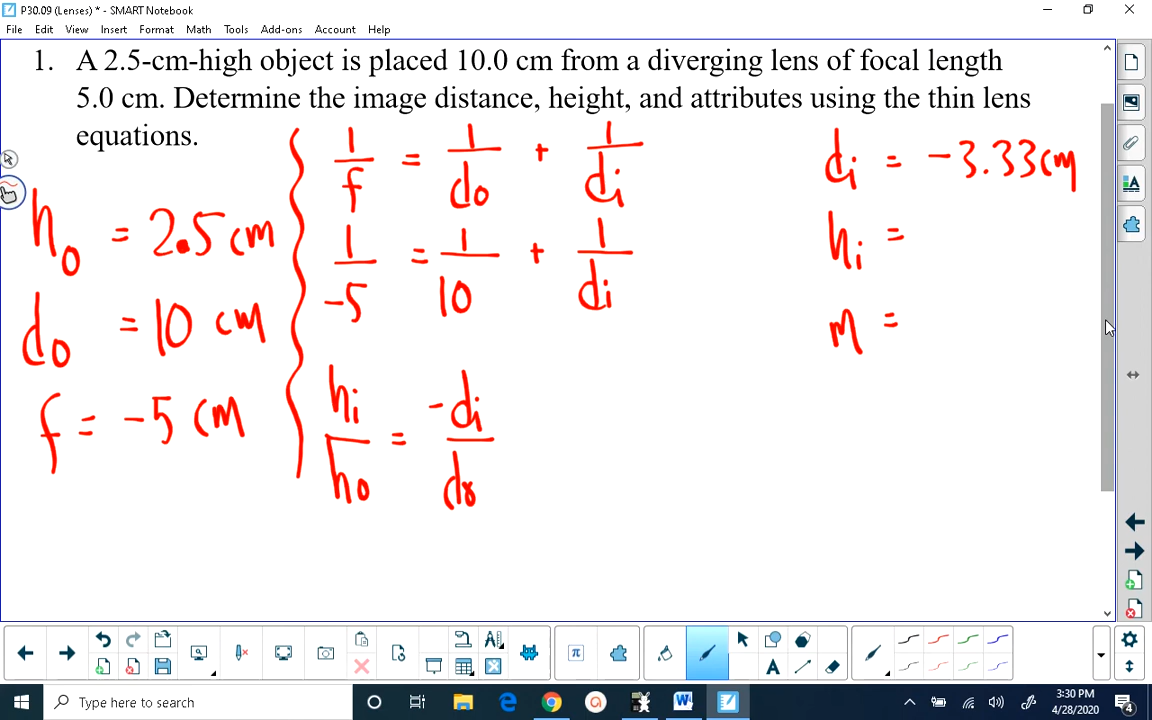 P30.09 (Lenses) * - SMART Notebook
File Edit View Insert Format Math Tools Add-ons Account Help
1. A 2.5-cm-high object is placed 10.0 cm from a diverging lens of focal length
5.0 cm. Determine the image distance, height, and attributes using the thin lens
equations.
ho = 2.5 cm
do = 10 cm
f = -5 cm
1/f = 1/do + 1/di
1/-5 = 1/10 + 1/di
hi/ho = -di/do
di = -3.33cm
hi =
m =
Type here to search
3:30 PM
4/28/2020
4